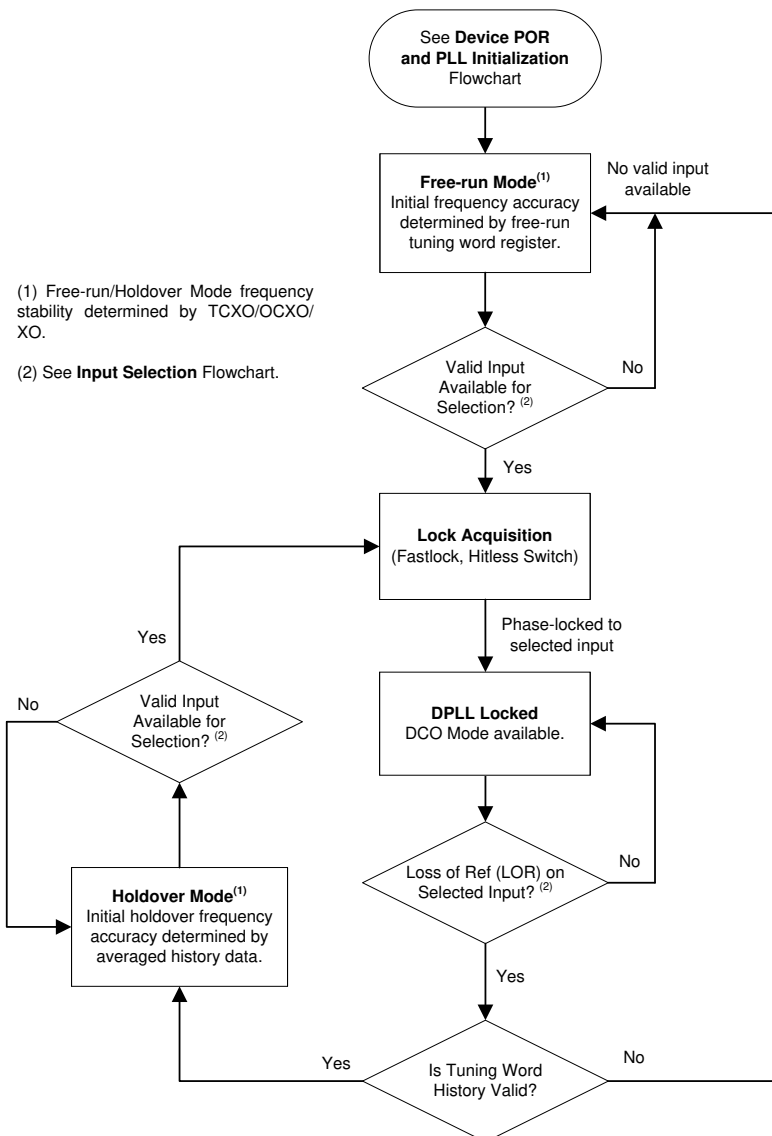 See Device POR
and PLL Initialization
Flowchart
No valid input
available
Free-run Mode(1)
Initial frequency accuracy
determined by free-run
tuning word register.
(1) Free-run/Holdover Mode frequency
stability determined by TCXO/OCXO/
XO.
(2) See Input Selection Flowchart.
Valid Input
Available for
Selection? (2)
No
Yes
Lock Acquisition
(Fastlock, Hitless Switch)
Phase-locked to
selected input
Yes
No
Valid Input
Available for
Selection? (2)
DPLL Locked
DCO Mode available.
Loss of Ref (LOR) on
Selected Input? (2)
No
Holdover Mode(1)
Initial holdover frequency
accuracy determined by
averaged history data.
Yes
Yes
Is Tuning Word
History Valid?
No